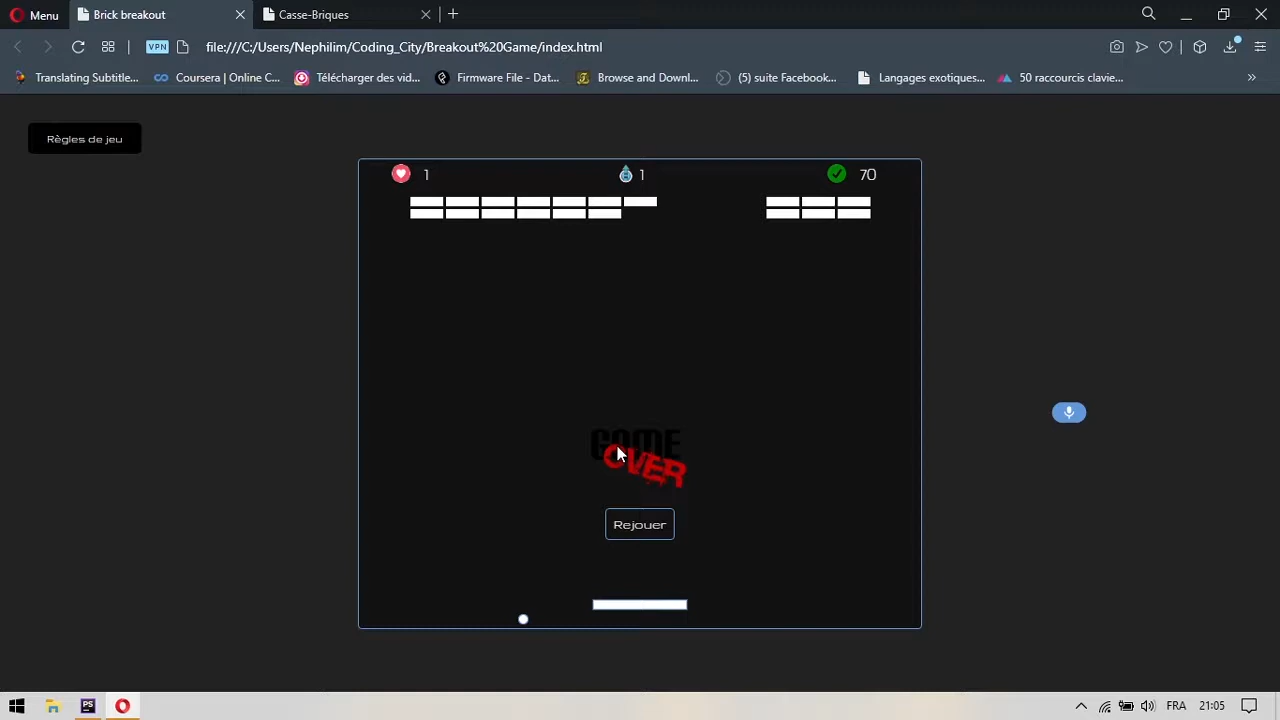 Menu
Brick breakout
Casse-Briques
VPN
file:///C:/Users/Nephilim/Coding_City/Breakout%20Game/index.html
Translating Subtitle...
Coursera | Online C...
Télécharger des vid...
Firmware File - Dat...
Browse and Downl...
(5) suite Facebook...
Langages exotiques...
50 raccourcis clavie...
»
Règles de jeu
1
1
70
GAME
OVER
Rejouer
PS
FRA
21:05